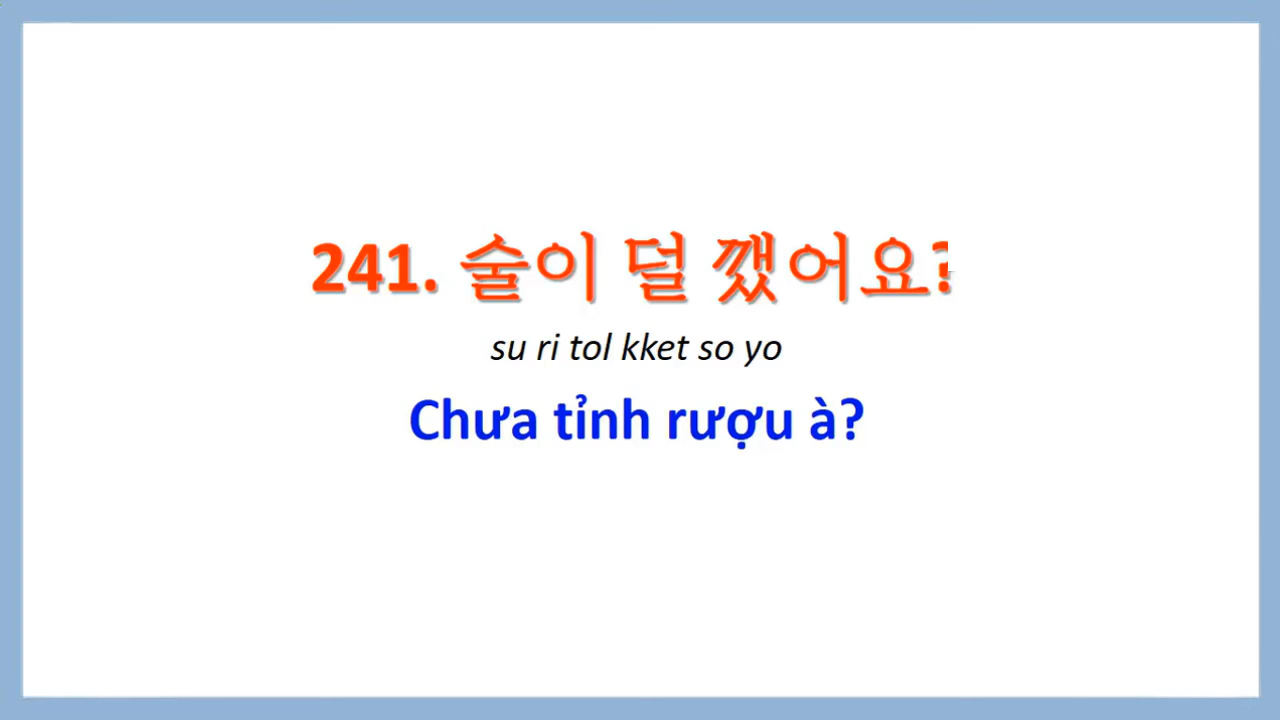 241. 술이 덜 깼어요?
su ri tol kket so yo
Chưa tỉnh rượu à?